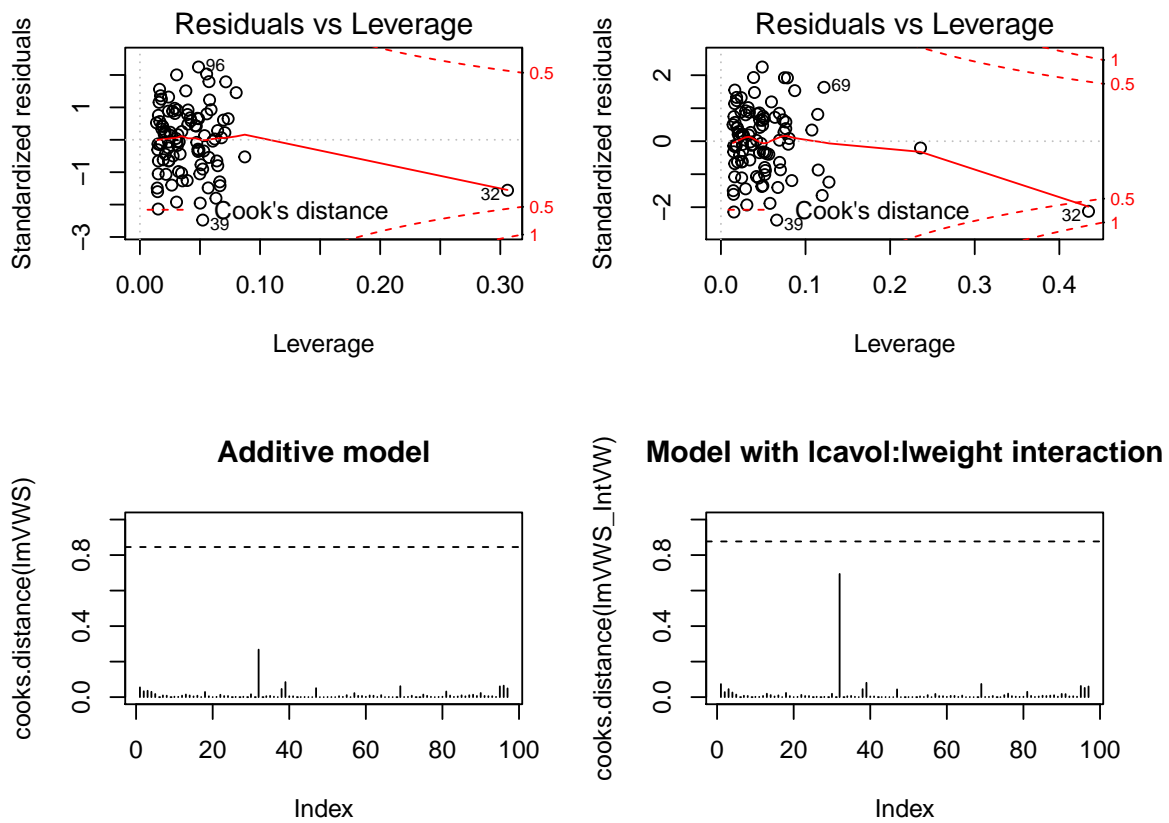 Residuals vs Leverage
Standardized residuals
1
−1
−3
96
32
39
Cook's distance
0.5
0.5
1
0.00 0.10 0.20 0.30
Leverage
Residuals vs Leverage
Standardized residuals
2
0
−2
69
32
39
Cook's distance
1
0.5
0.5
1
0.0 0.1 0.2 0.3 0.4
Leverage
Additive model
cooks.distance(lmVWS)
0.8
0.4
0.0
0 20 40 60 80 100
Index
Model with lcavol:lweight interaction
cooks.distance(lmVWS_IntVW)
0.8
0.4
0.0
0 20 40 60 80 100
Index